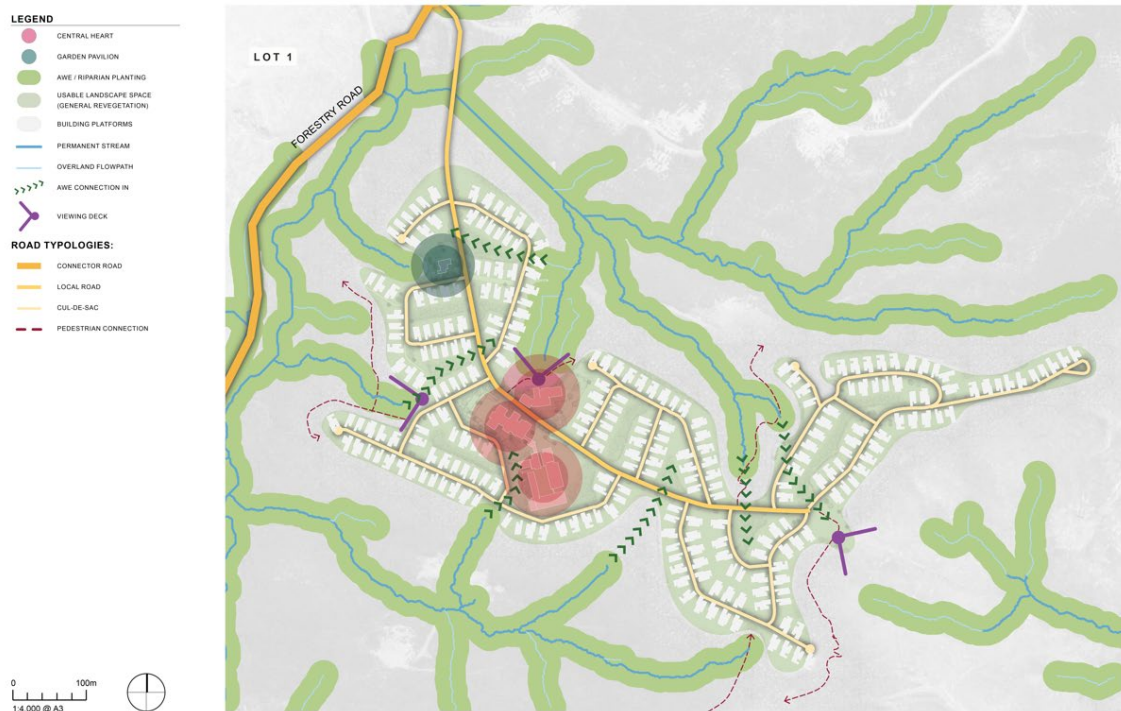 LEGEND
CENTRAL HEART
GARDEN PAVILION
AWE / RIPARIAN PLANTING
USABLE LANDSCAPE SPACE
(GENERAL REVEGETATION)
BUILDING PLATFORMS
PERMANENT STREAM
OVERLAND FLOWPATH
AWE CONNECTION IN
VIEWING DECK
ROAD TYPOLOGIES:
CONNECTOR ROAD
LOCAL ROAD
CUL-DE-SAC
PEDESTRIAN CONNECTION
LOT 1
FORESTRY ROAD
0 100m
1:4,000 @ A3